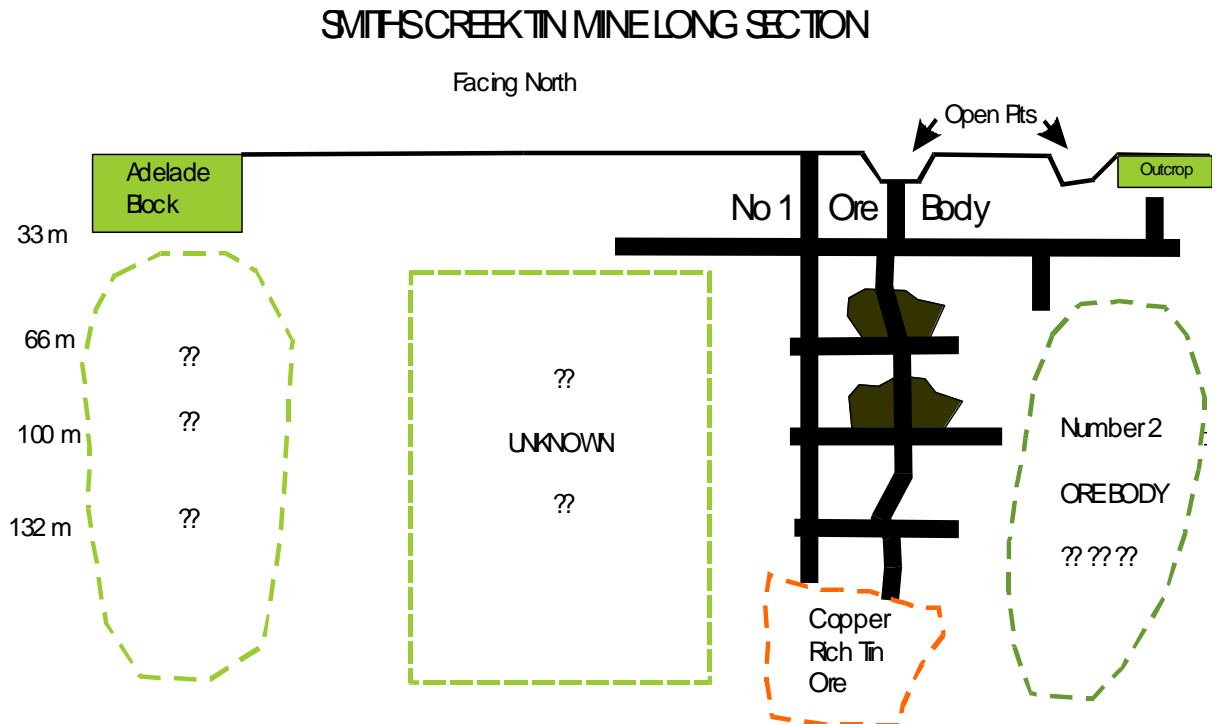 SMITHS CREEK TIN MINE LONG SECTION
Facing North
Open Pits
Adelade
Block
Outcrop
No 1 Ore Body
33 m
66 m
??
??
100 m
??
UNKNOWN
Number 2
ORE BODY
??
132 m
??
?? ?? ??
Copper
Rich Tin
Ore